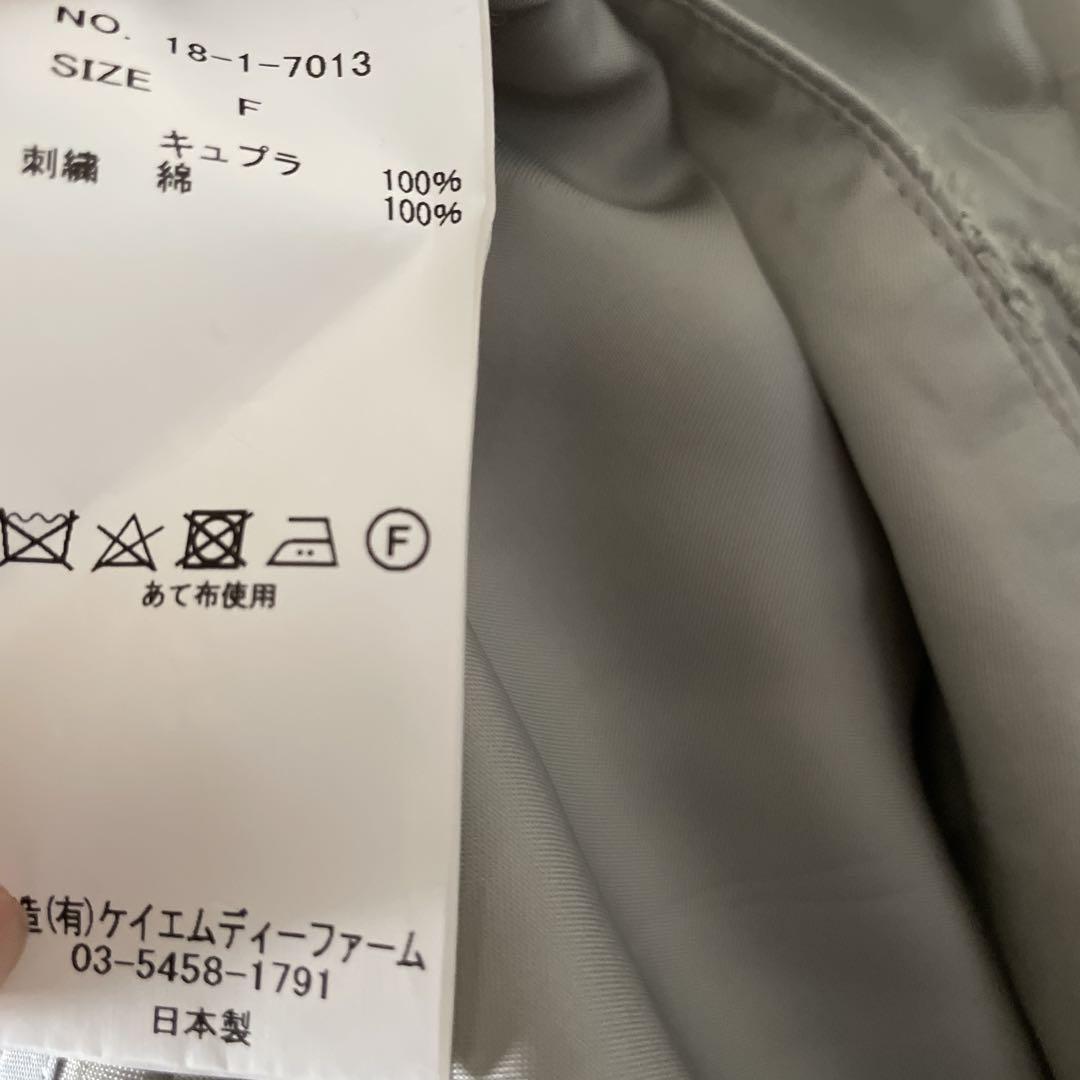 NO. 18-1-7013
SIZE F
キュプラ 100%
刺繍 綿 100%
F
あて布使用
造(有)ケイエムディーファーム
03-5458-1791
日本製